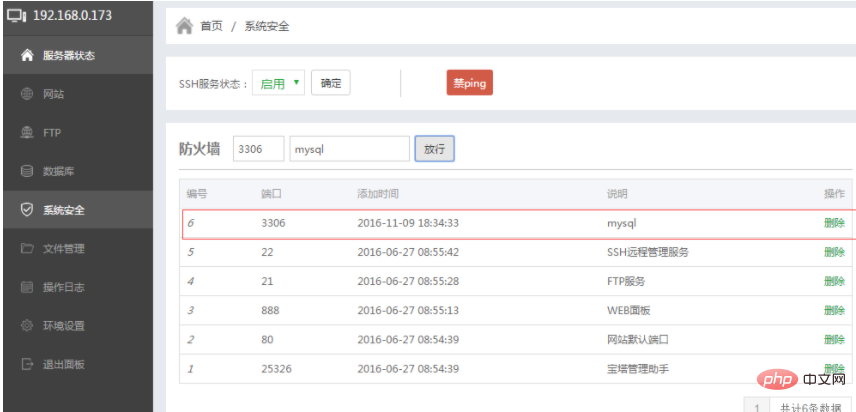 192.168.0.173
服务器状态
网站
FTP
数据库
系统安全
文件管理
操作日志
环境设置
退出面板
首页 / 系统安全
SSH服务状态： 启用 确定 禁ping
防火墙 3306 mysql 放行
编号 端口 添加时间 说明 操作
6 3306 2016-11-09 18:34:33 mysql 删除
5 22 2016-06-27 08:55:42 SSH远程管理服务 删除
4 21 2016-06-27 08:55:28 FTP服务 删除
3 888 2016-06-27 08:55:13 WEB面板 删除
2 80 2016-06-27 08:54:39 网站默认端口 删除
1 25326 2016-06-27 08:54:39 宝塔管理助手 删除
php 中文网
1 共计6条数据